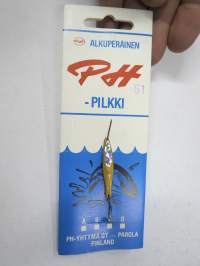 ALKUPERÄINEN
PH
51
- PILKKI
A B C D
PH-YHTYMÄ OY PAROLA
FINLAND